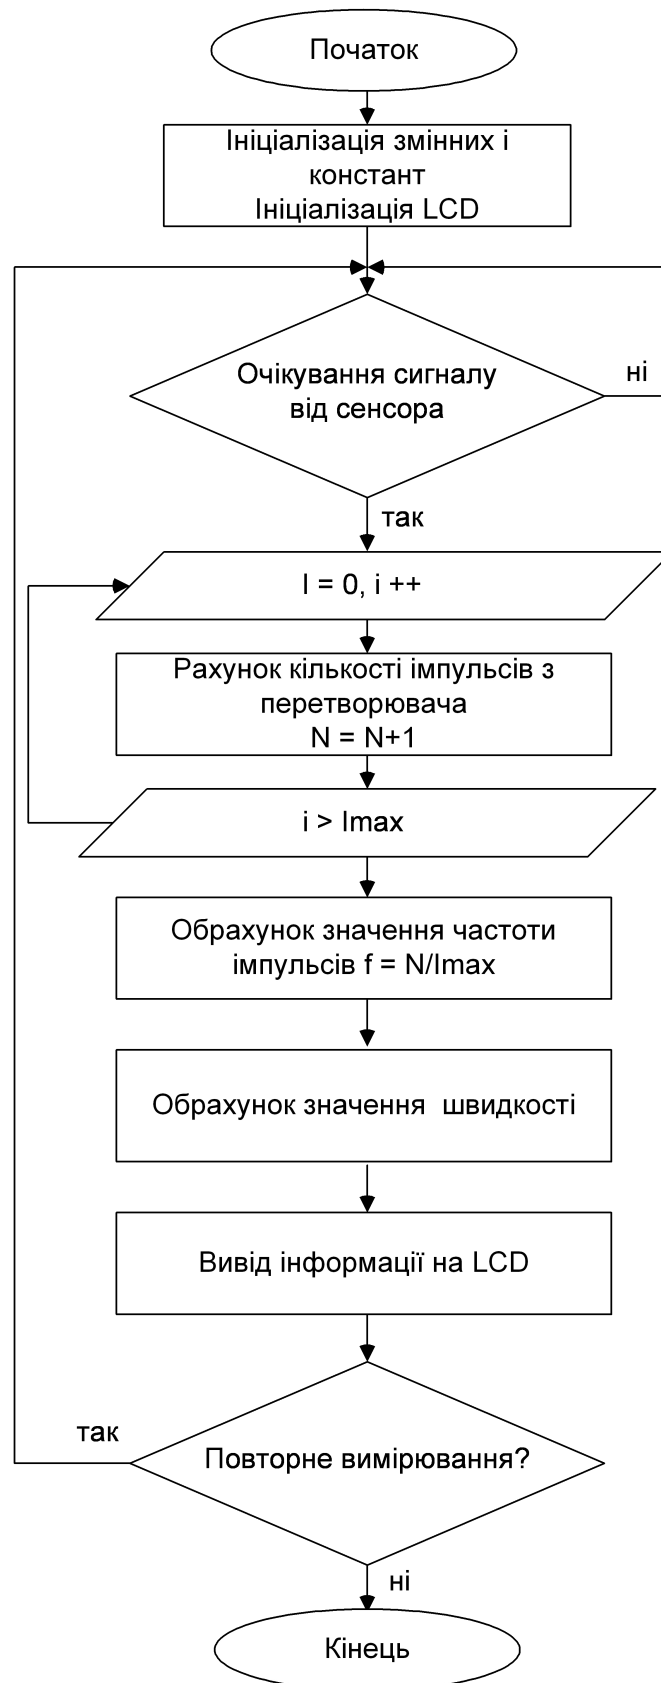 Початок
Ініціалізація змінних і
констант
Ініціалізація LCD
Очікування сигналу
від сенсора
ні
так
I = 0, i ++
Рахунок кількості імпульсів з
перетворювача
N = N+1
i > Imax
Обрахунок значення частоти
імпульсів f = N/Imax
Обрахунок значення швидкості
Вивід інформації на LCD
так
Повторне вимірювання?
ні
Кінець